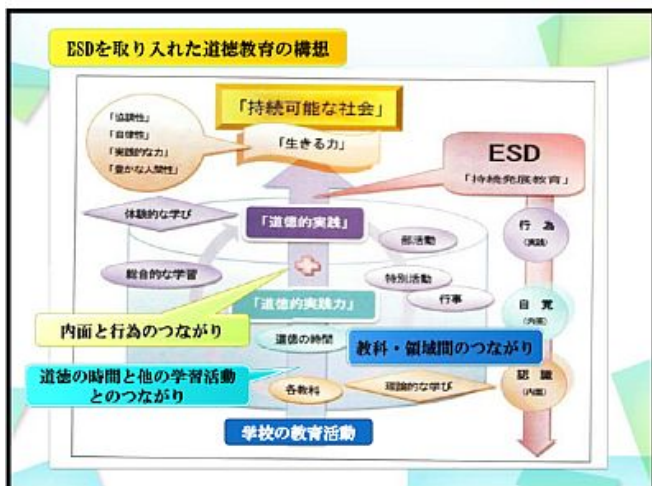 ESDを取り入れた道徳教育の構想
「持続可能な社会」
「協調性」
「自律性」
「実践的な力」
「豊かな人間性」
「生きる力」
ESD
「持続発展教育」
体験的な学び
「道徳的実践」
部活動
行為
(実践)
総合的な学習
特別活動
行事
「道徳的実践力」
自覚
(内面)
内面と行為のつながり
道徳の時間
教科・領域間のつながり
道徳の時間と他の学習活動
とのつながり
各教科
理論的な学び
認識
(内面)
学校の教育活動